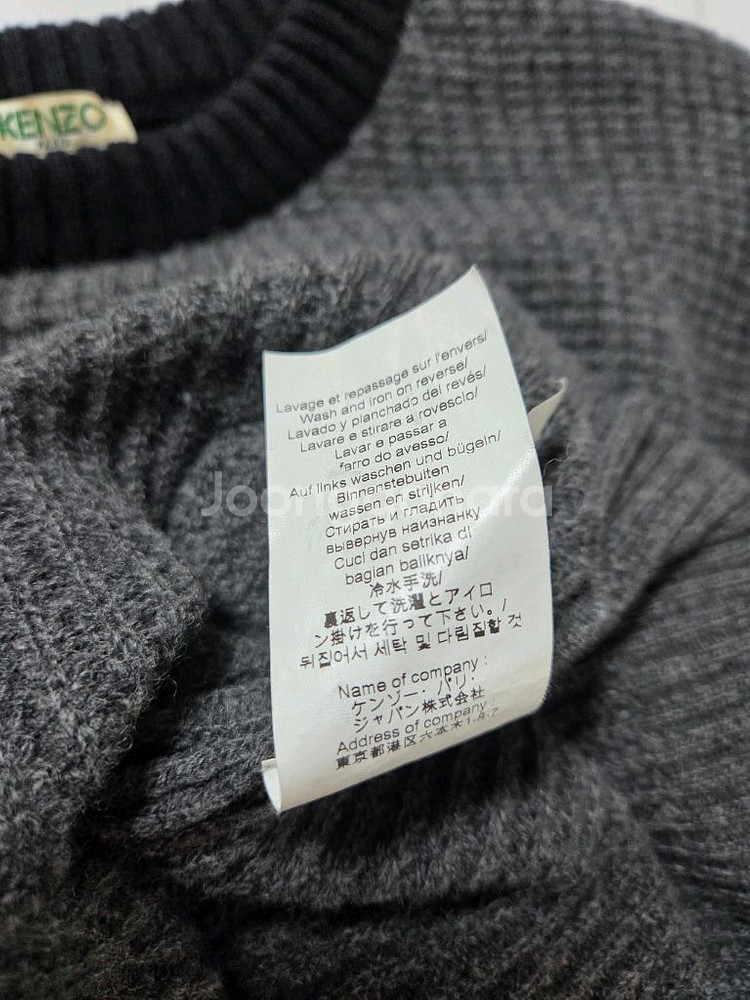 KENZO
Lavage et repassage sur l'envers/
Wash and iron on reverse/
Lavado y planchado del revés/
Lavare e stirare a rovescio/
Lavar e passar a
ferro do avesso/
Auf links waschen und bügeln/
Binnenstebuiten
wassen en strijken/
Стирать и гладить
вывернув наизнанку/
Cuci dan setrika di
bagian baliknya/
冷水手洗/
裏返して洗濯とアイロ
ン掛けを行って下さい。/
뒤집어서 세탁 및 다림질할 것
Name of company :
ケンゾー・パリ・
ジャパン株式会社
Address of company :
東京都港区六本木1-8-7